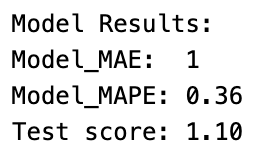 Model Results:
Model_MAE:  1
Model_MAPE: 0.36
Test score: 1.10